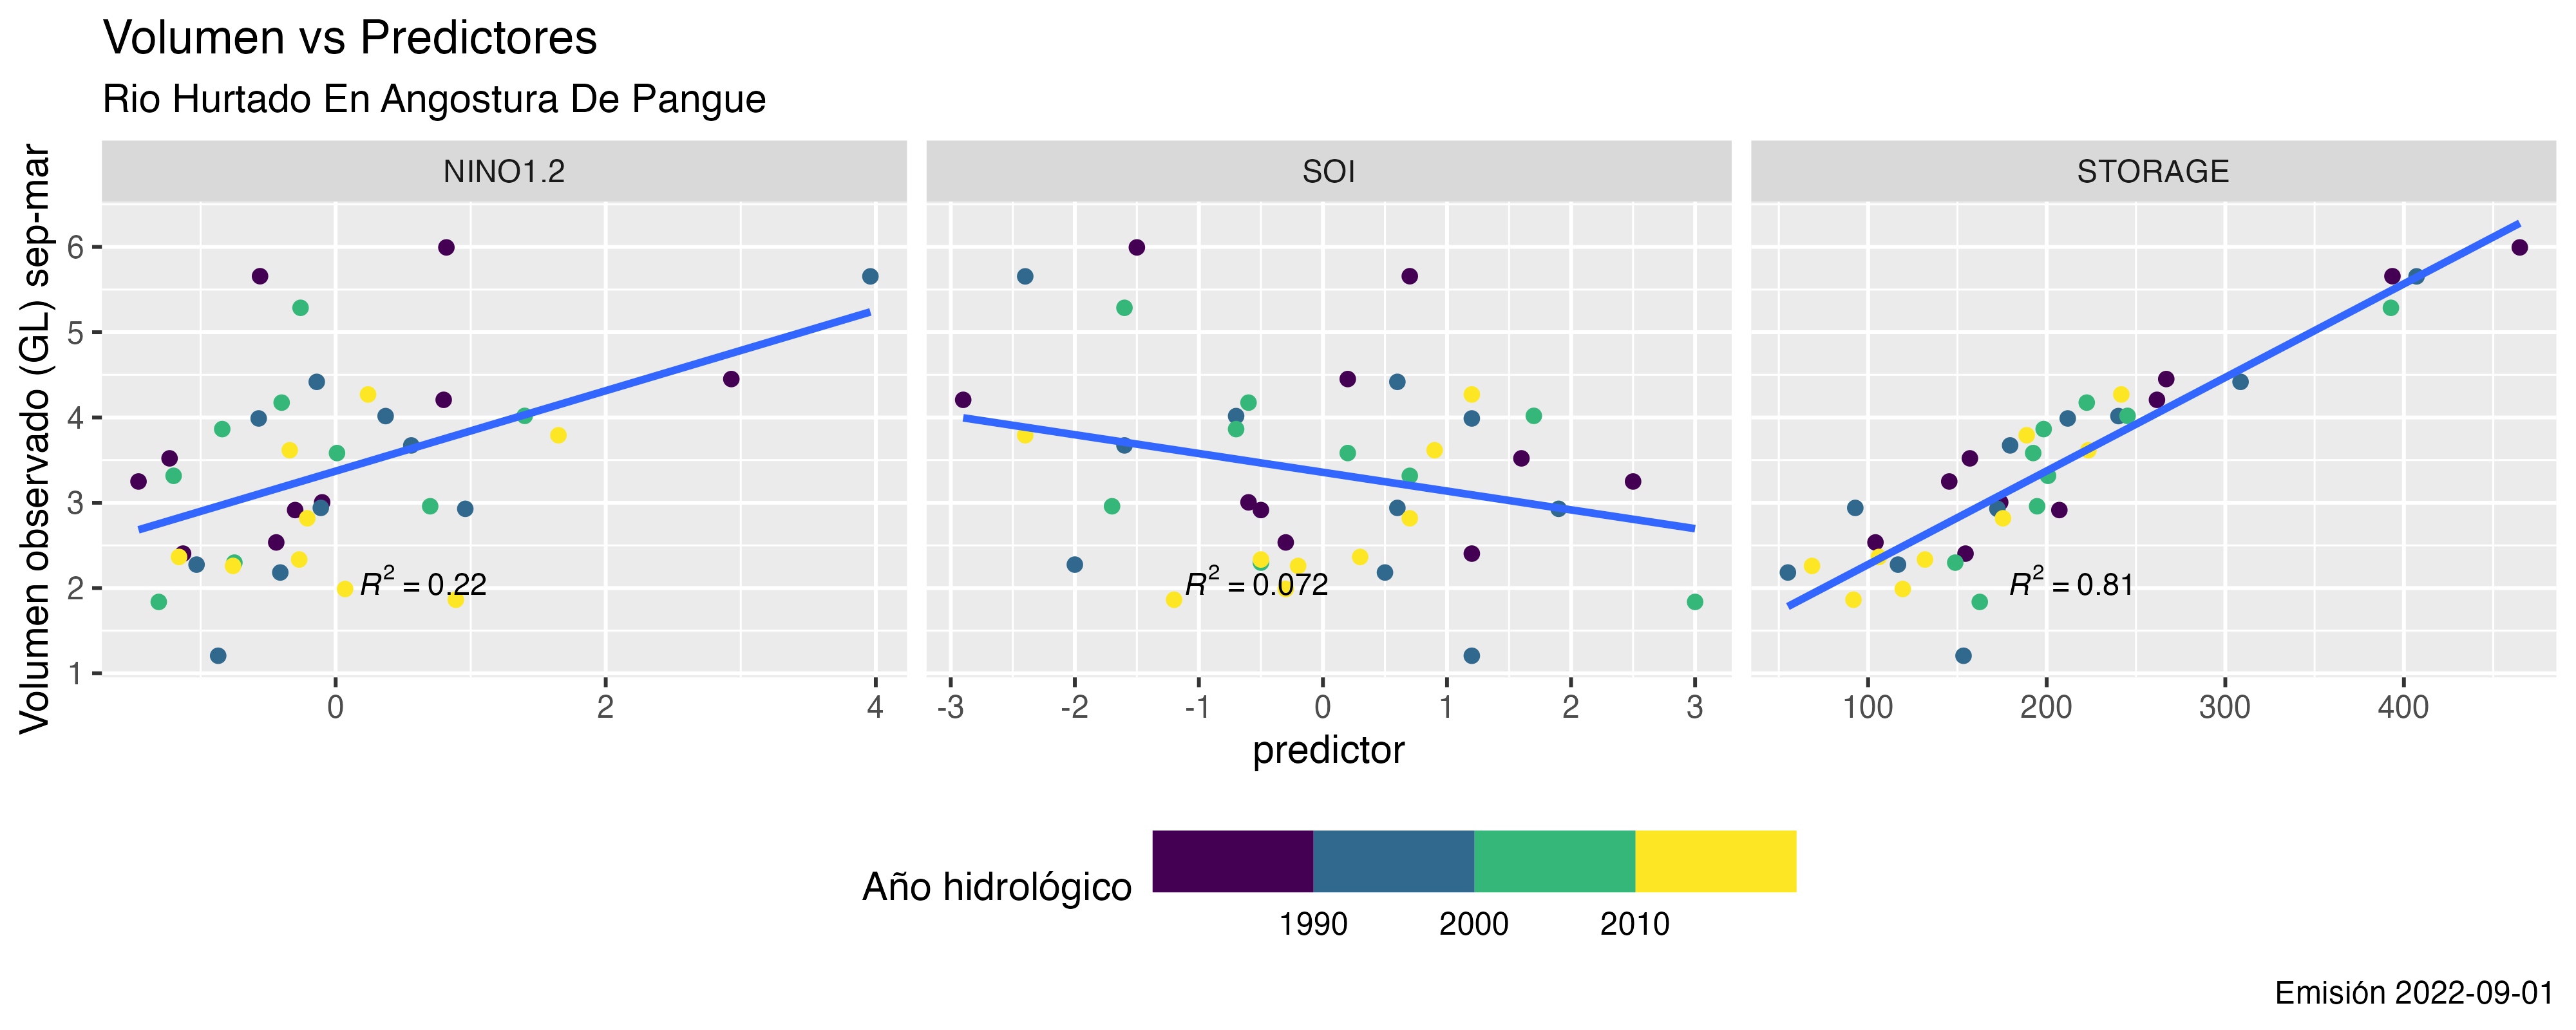 Volumen vs Predictores
Rio Hurtado En Angostura De Pangue
NINO1.2
SOI
STORAGE
Volumen observado (GL) sep-mar
6
5
4
3
2
1
R² = 0.22
R² = 0.072
R² = 0.81
0 2 4
-3 -2 -1 0 1 2 3
100 200 300 400
predictor
Año hidrológico
1990 2000 2010
Emisión 2022-09-01